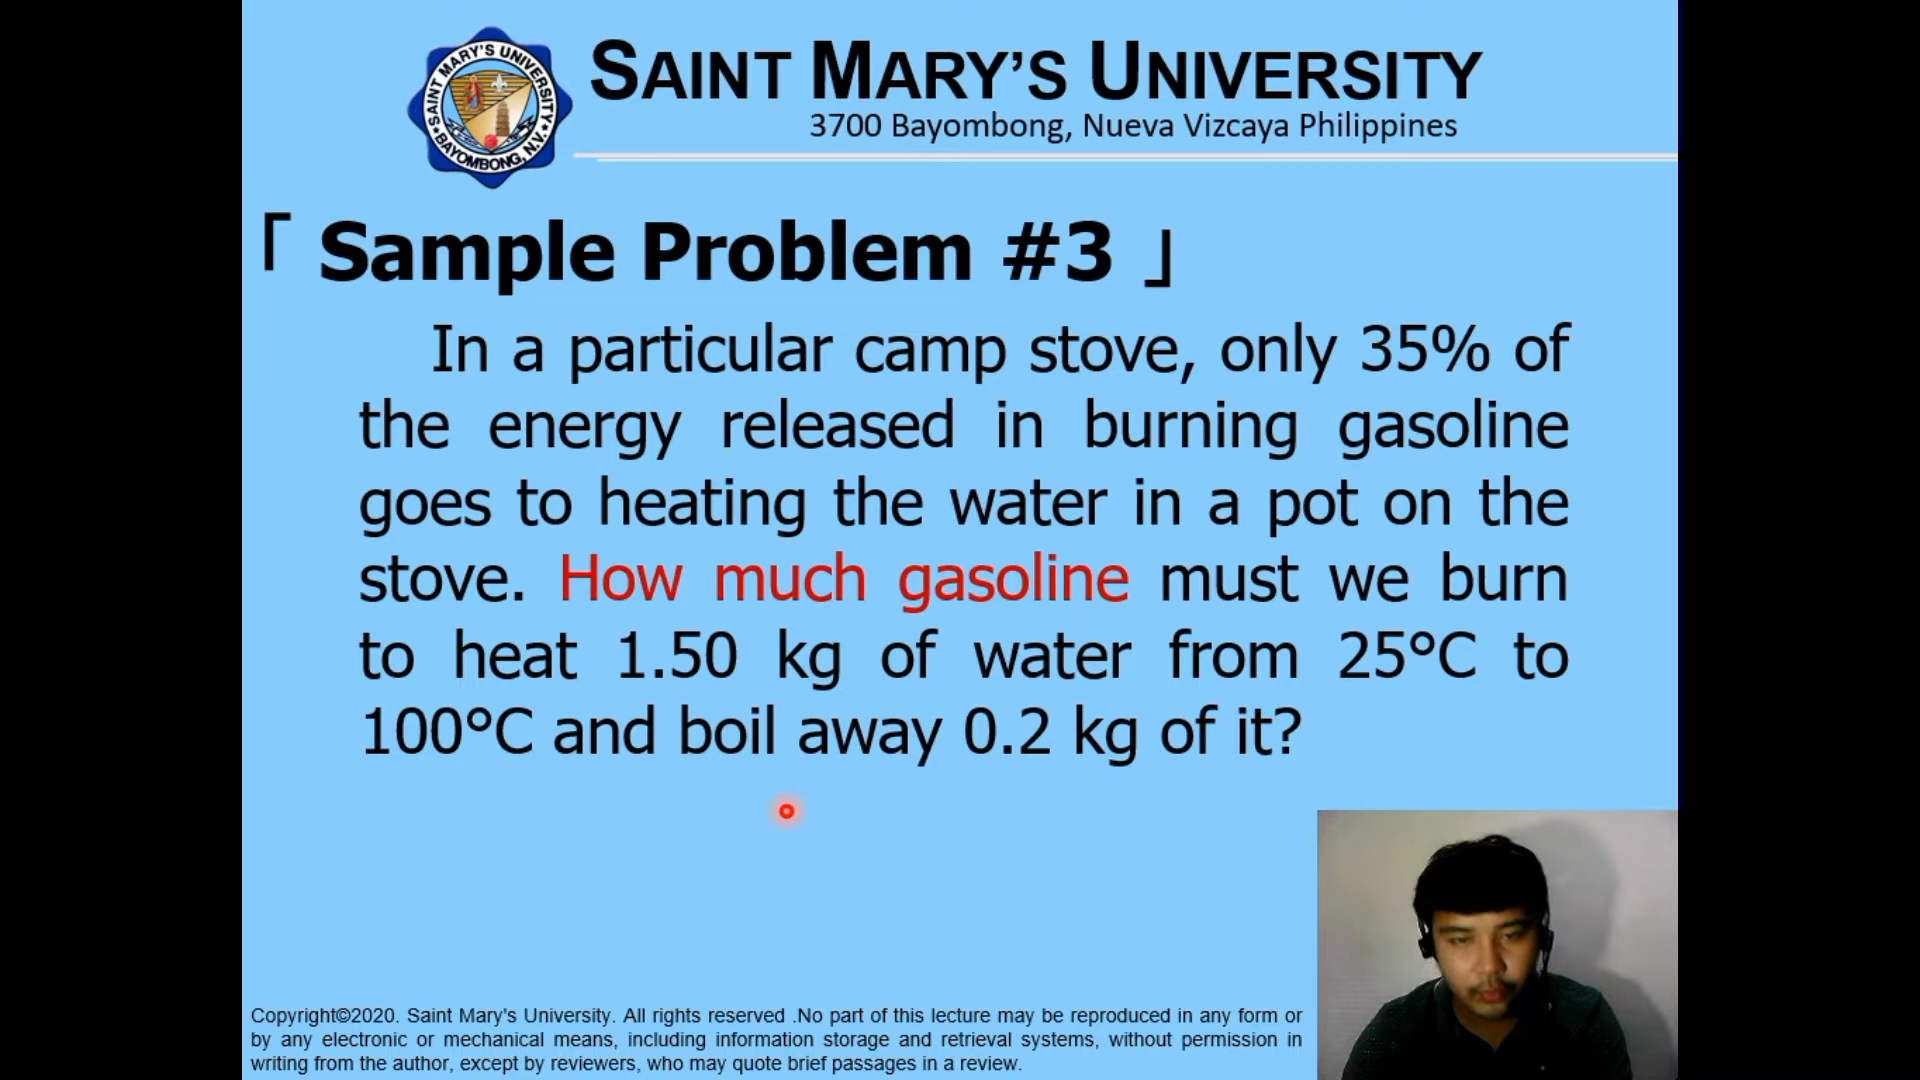 SAINT MARY'S UNIVERSITY
3700 Bayombong, Nueva Vizcaya Philippines
SAINT MARY'S UNIVERSITY
BAYOMBONG, N.V.
「 Sample Problem #3 」
In a particular camp stove, only 35% of
the energy released in burning gasoline
goes to heating the water in a pot on the
stove. How much gasoline must we burn
to heat 1.50 kg of water from 25°C to
100°C and boil away 0.2 kg of it?
Copyright©2020. Saint Mary's University. All rights reserved .No part of this lecture may be reproduced in any form or
by any electronic or mechanical means, including information storage and retrieval systems, without permission in
writing from the author, except by reviewers, who may quote brief passages in a review.